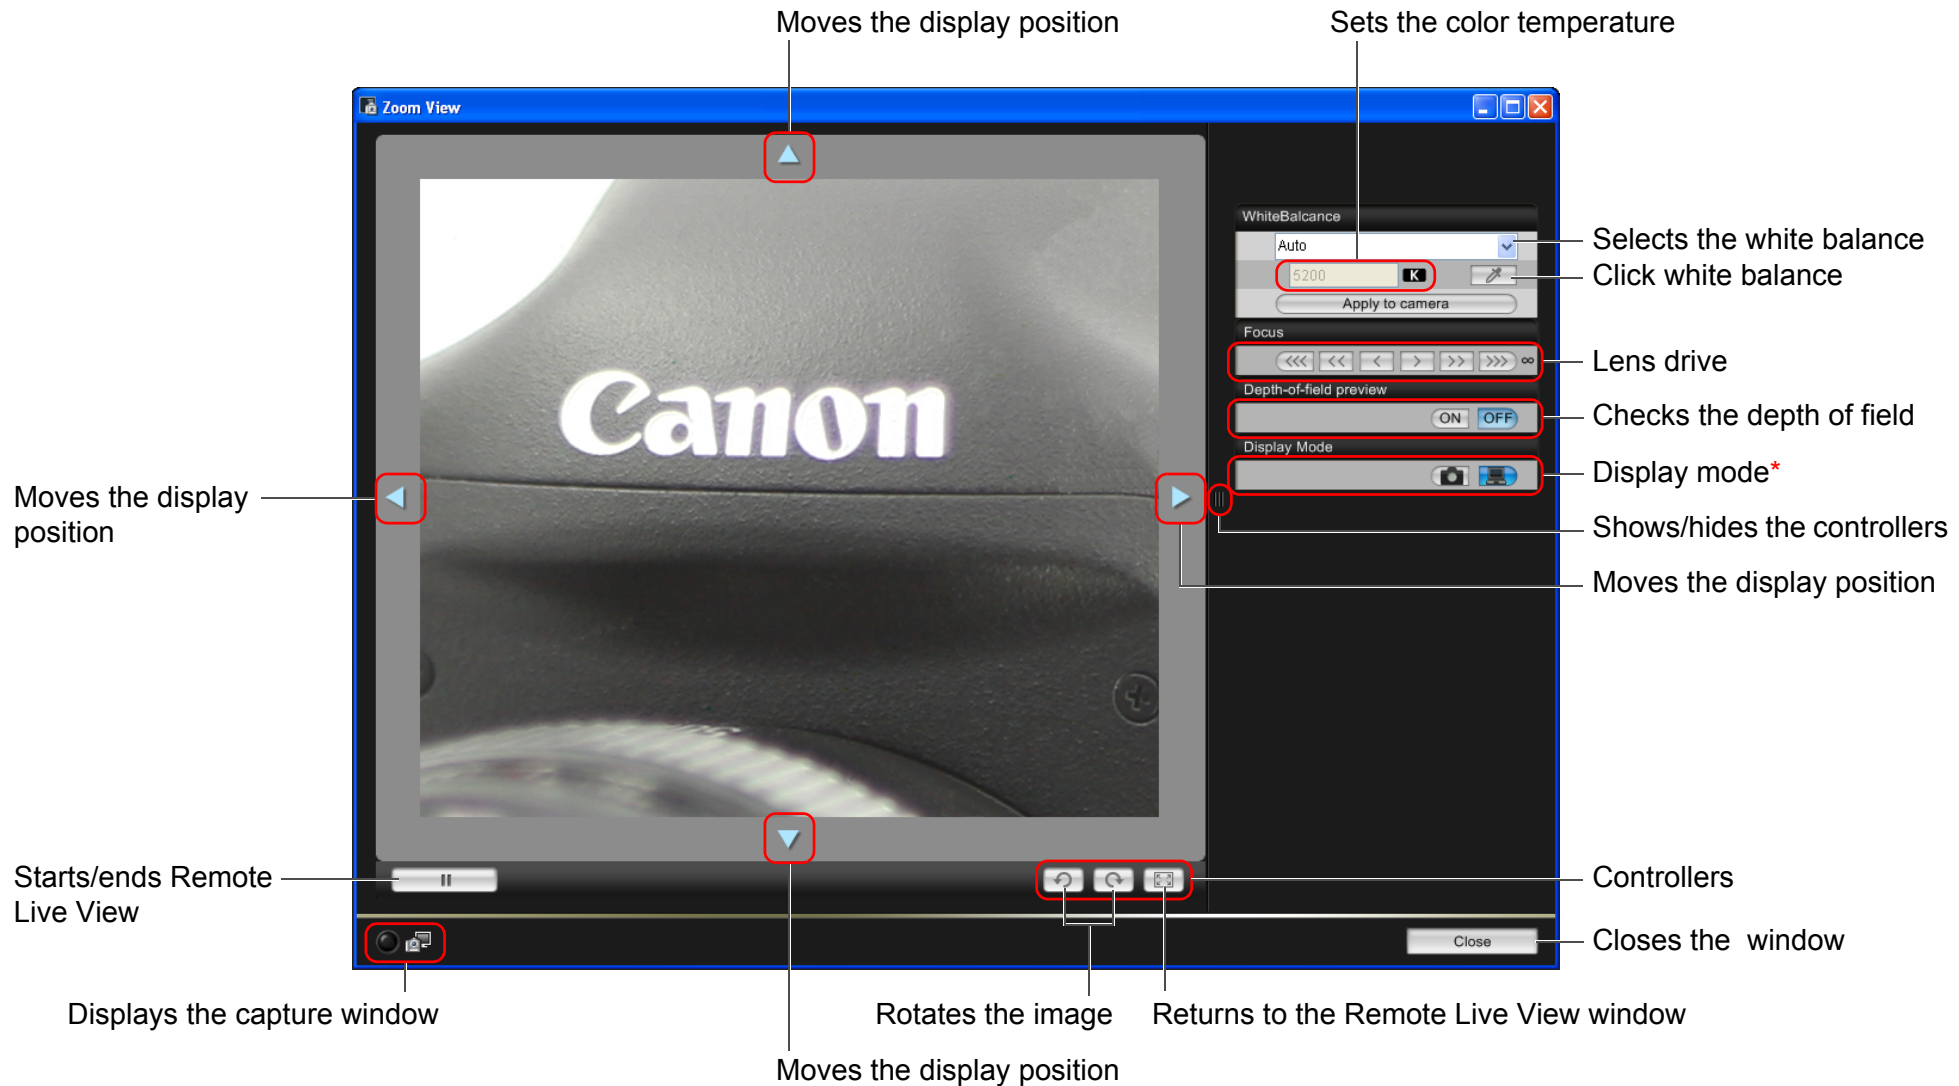 Moves the display position
Sets the color temperature
Zoom View
WhiteBalcance
Auto
Selects the white balance
5200
K
Click white balance
Apply to camera
Focus
<<< << < > >> >>> ∞
Lens drive
Depth-of-field preview
ON OFF
Checks the depth of field
Display Mode
Display mode*
Canon
Moves the display
position
Shows/hides the controllers
Moves the display position
Starts/ends Remote
Live View
Controllers
Close
Closes the window
Displays the capture window
Rotates the image
Returns to the Remote Live View window
Moves the display position